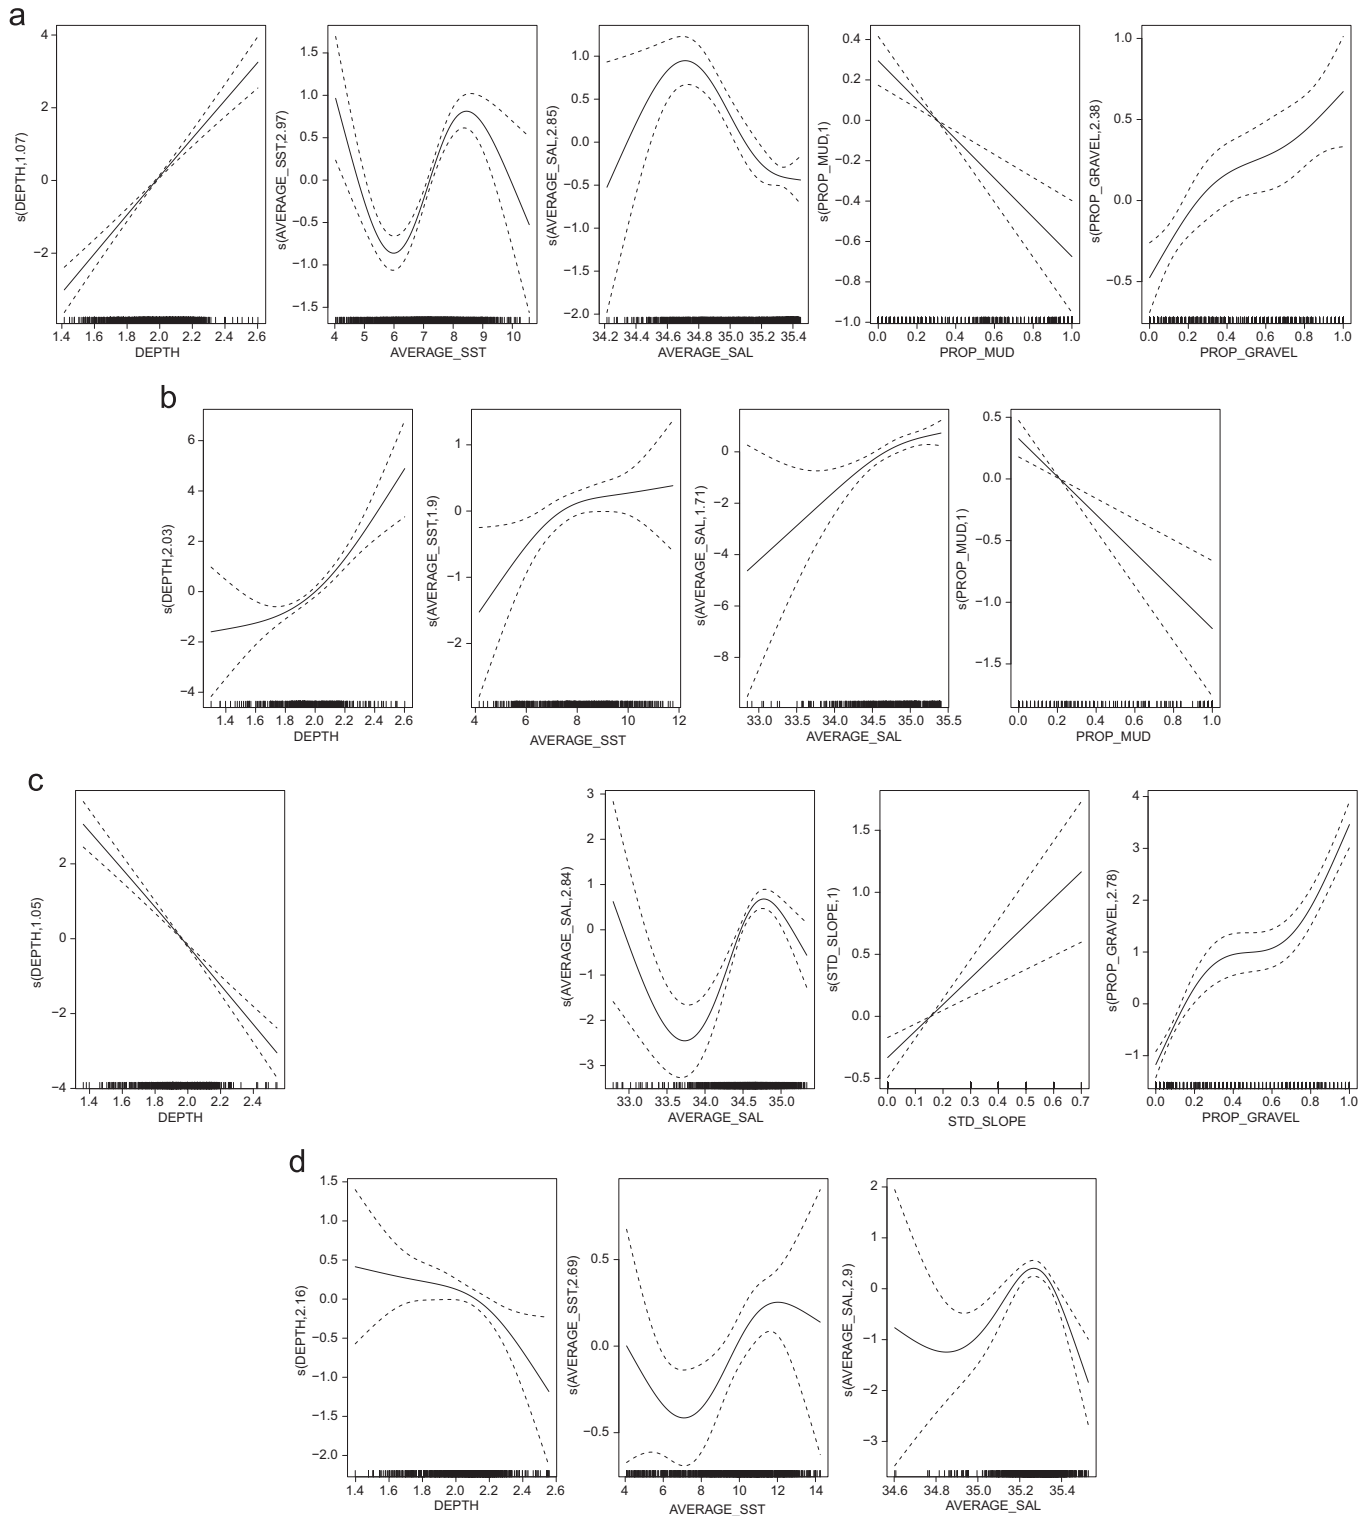 a
s(DEPTH,1.07)
4
2
0
−2
1.4 1.6 1.8 2.0 2.2 2.4 2.6
DEPTH
s(AVERAGE_SST,2.97)
1.5
1.0
0.5
0.0
−0.5
−1.0
−1.5
4 5 6 7 8 9 10
AVERAGE_SST
s(AVERAGE_SAL,2.85)
1.0
0.5
0.0
−0.5
−1.0
−1.5
−2.0
34.2 34.4 34.6 34.8 35.0 35.2 35.4
AVERAGE_SAL
s(PROP_MUD,1)
0.4
0.2
0.0
−0.2
−0.4
−0.6
−0.8
−1.0
0.0 0.2 0.4 0.6 0.8 1.0
PROP_MUD
s(PROP_GRAVEL,2.38)
1.0
0.5
0.0
−0.5
0.0 0.2 0.4 0.6 0.8 1.0
PROP_GRAVEL
b
s(DEPTH,2.03)
6
4
2
0
−2
−4
1.4 1.6 1.8 2.0 2.2 2.4 2.6
DEPTH
s(AVERAGE_SST,1.9)
1
0
−1
−2
4 6 8 10 12
AVERAGE_SST
s(AVERAGE_SAL,1.71)
0
−2
−4
−6
−8
33.0 33.5 34.0 34.5 35.0 35.5
AVERAGE_SAL
s(PROP_MUD,1)
0.5
0.0
−0.5
−1.0
−1.5
0.0 0.2 0.4 0.6 0.8 1.0
PROP_MUD
c
s(DEPTH,1.05)
2
0
−2
−4
1.4 1.6 1.8 2.0 2.2 2.4
DEPTH
s(AVERAGE_SAL,2.84)
3
2
1
0
−1
−2
−3
33.0 33.5 34.0 34.5 35.0
AVERAGE_SAL
s(STD_SLOPE,1)
1.5
1.0
0.5
0.0
−0.5
0.0 0.1 0.2 0.3 0.4 0.5 0.6 0.7
STD_SLOPE
s(PROP_GRAVEL,2.78)
4
3
2
1
0
−1
0.0 0.2 0.4 0.6 0.8 1.0
PROP_GRAVEL
d
s(DEPTH,2.16)
1.5
1.0
0.5
0.0
−0.5
−1.0
−1.5
−2.0
1.4 1.6 1.8 2.0 2.2 2.4 2.6
DEPTH
s(AVERAGE_SST,2.69)
0.5
0.0
−0.5
4 6 8 10 12 14
AVERAGE_SST
s(AVERAGE_SAL,2.9)
2
1
0
−1
−2
−3
34.6 34.8 35.0 35.2 35.4
AVERAGE_SAL